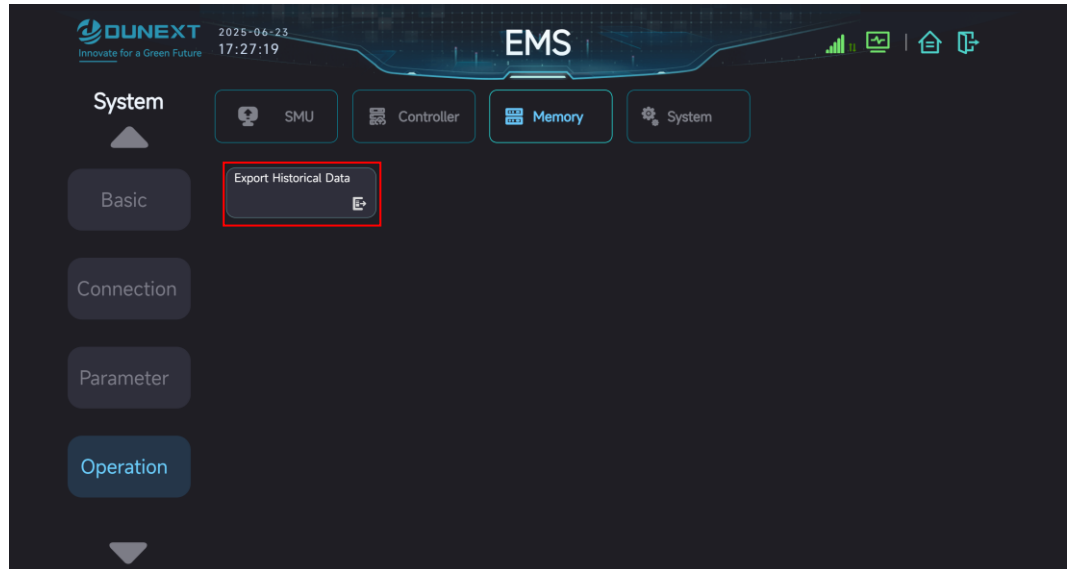 DUNEXT
Innovate for a Green Future
2025-06-23
17:27:19
EMS
System
SMU
Controller
Memory
System
Export Historical Data
Basic
Connection
Parameter
Operation